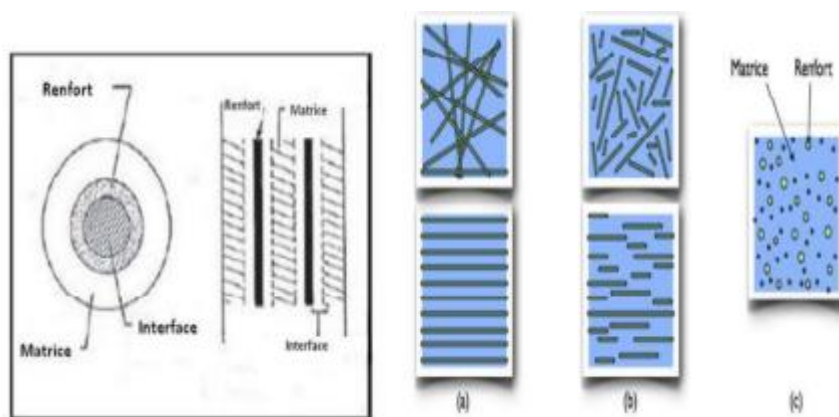 Renfort
Matrice
Interface
Renfort
Matrice
Interface
(a)
(b)
Matrice
Renfort
(c)